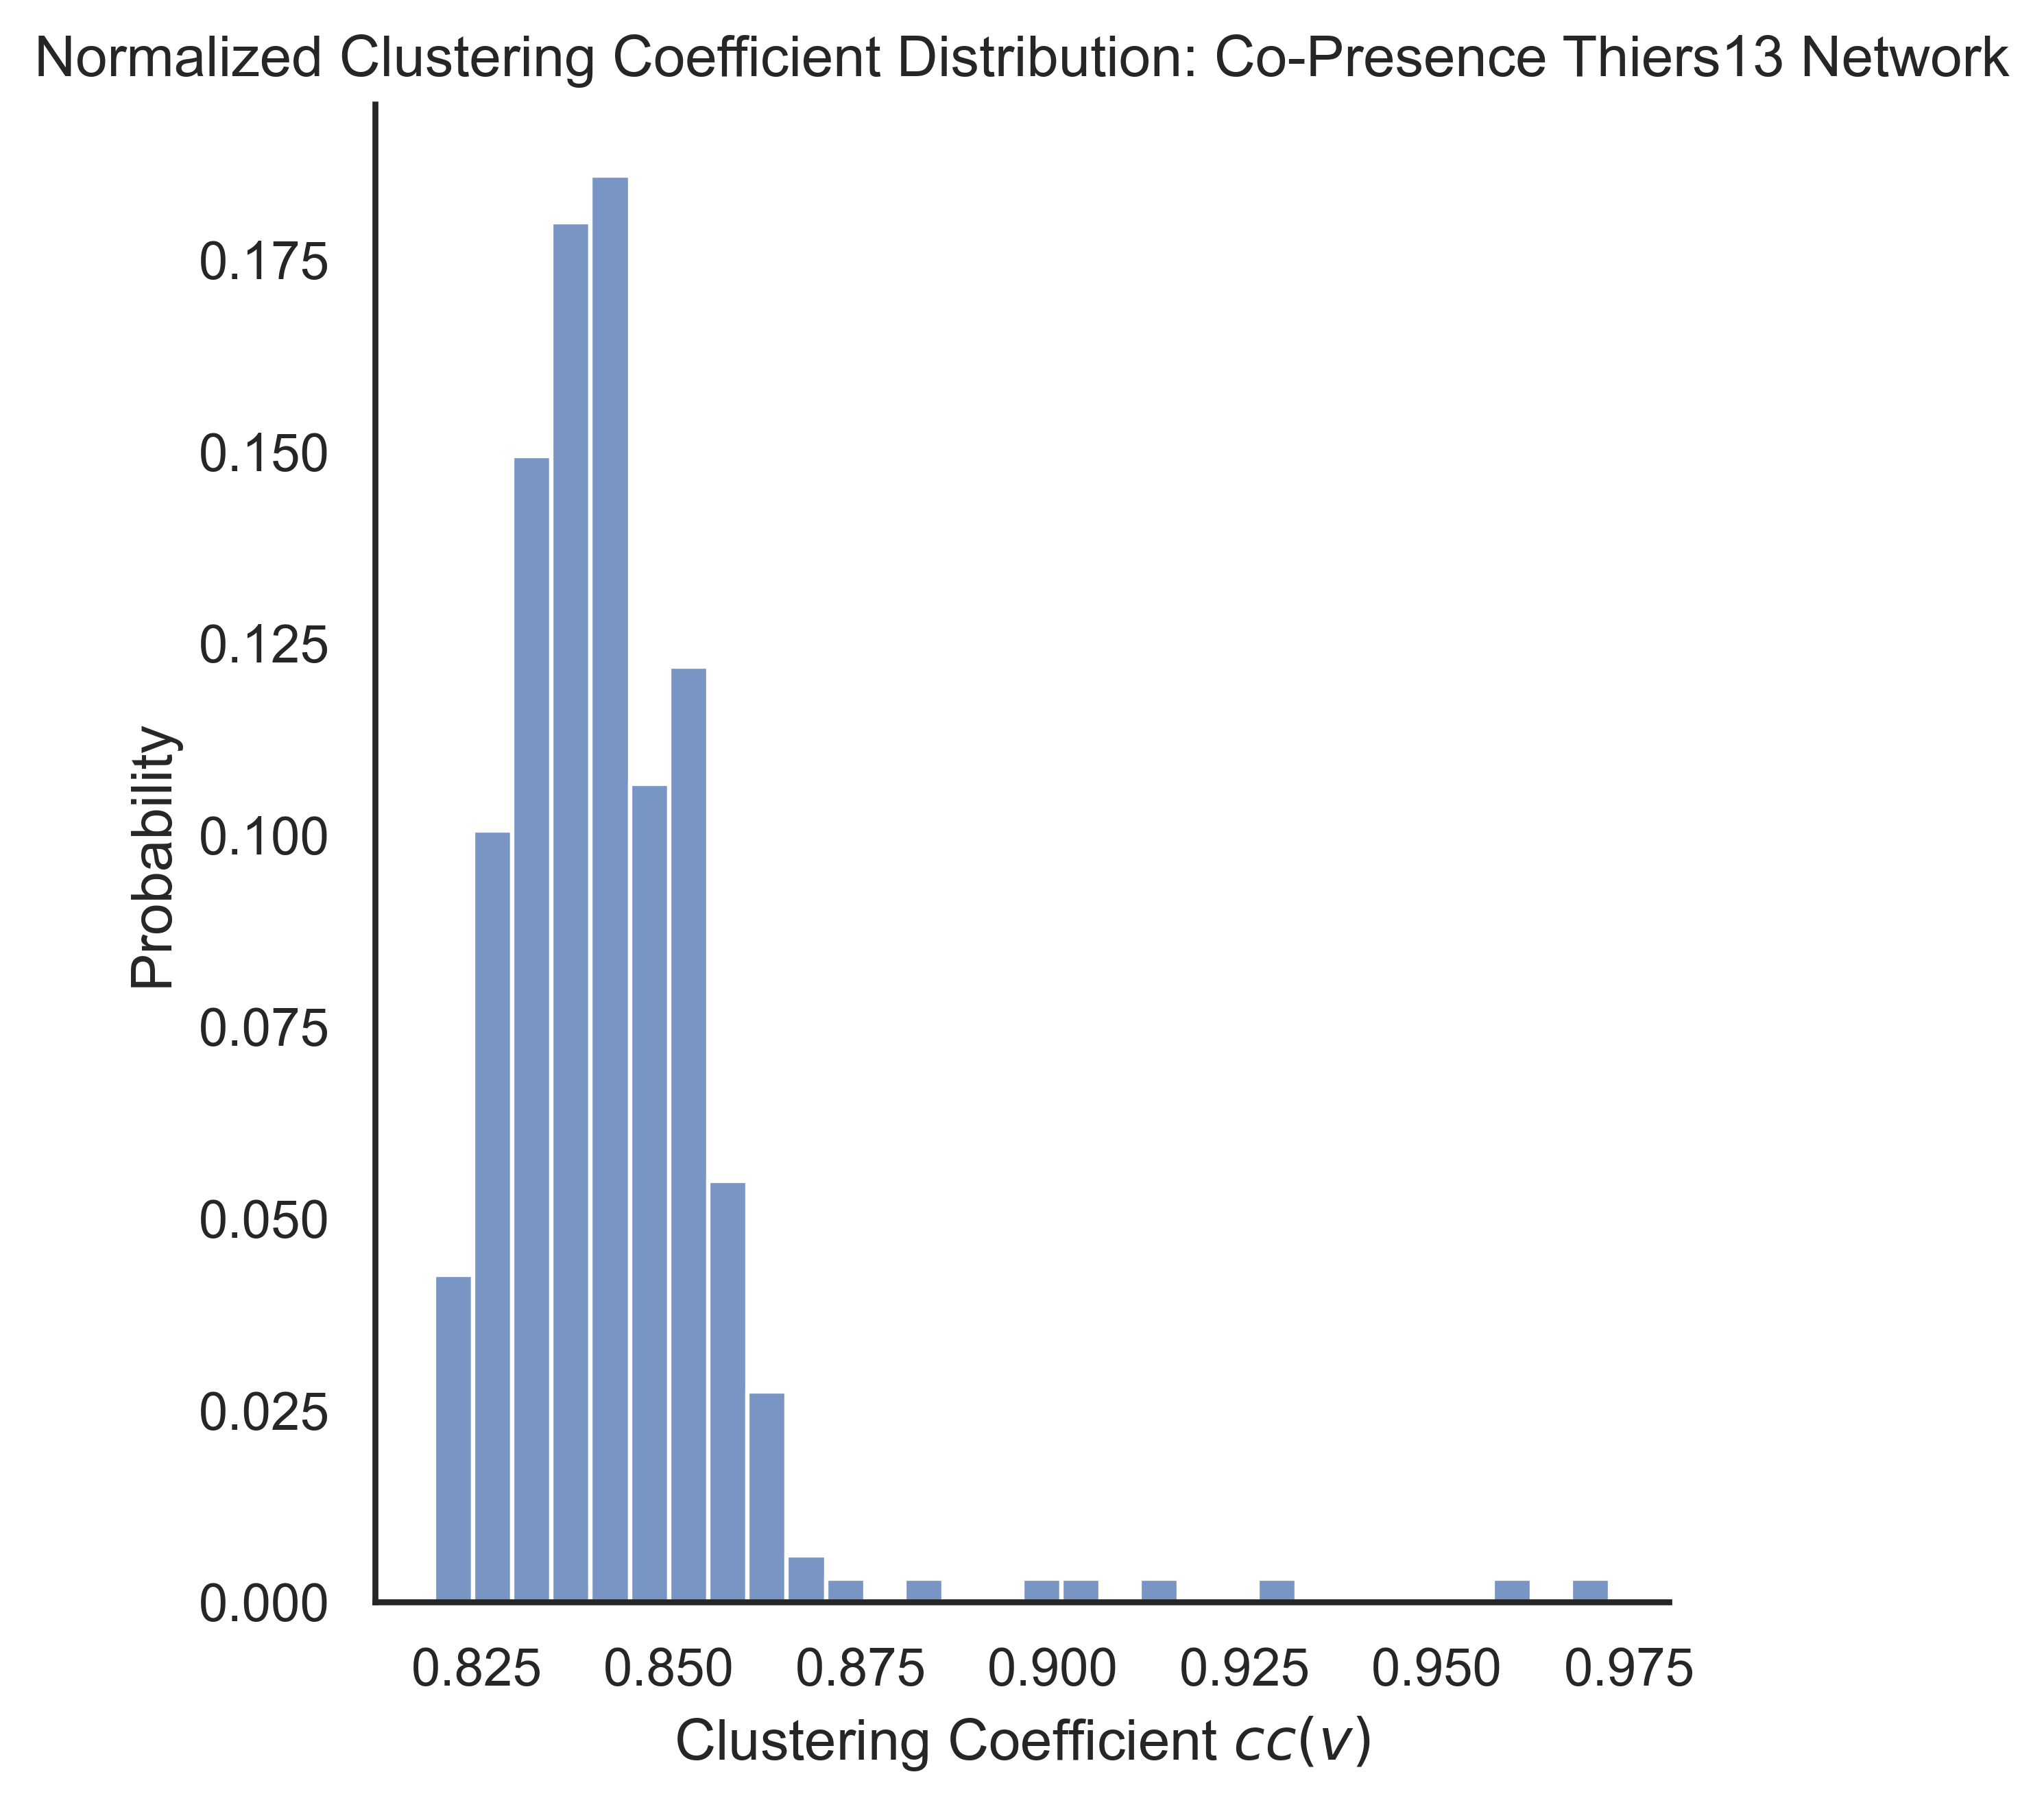 Normalized Clustering Coefficient Distribution: Co-Presence Thiers13 Network
0.175
0.150
0.125
0.100
0.075
0.050
0.025
0.000
Probability
0.825 0.850 0.875 0.900 0.925 0.950 0.975
Clustering Coefficient cc(v)